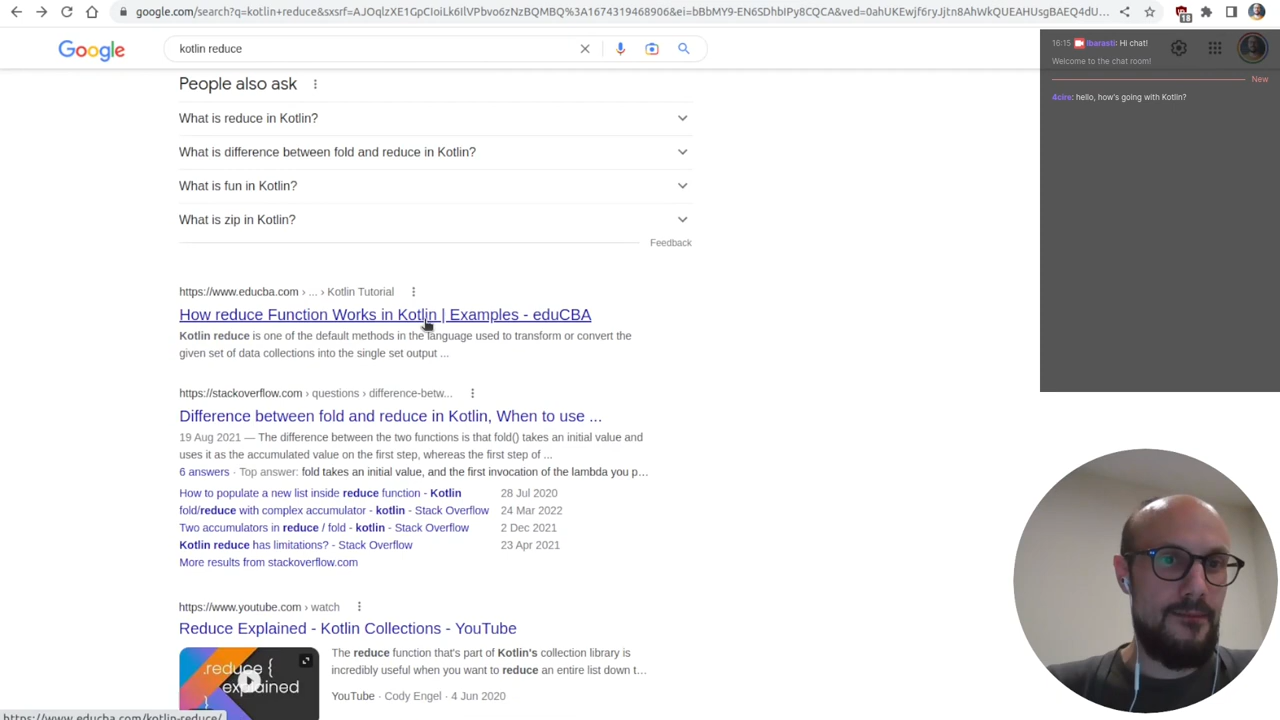 google.com/search?q=kotlin+reduce&sxsrf=AJOqlzXE1GpCIoiLk6IlVPbvo6zNzBQMBQ%3A1674319468906&ei=bBbMY9-EN6SDhbIPy8CQCA&ved=0ahUKEwjf6ryJjtn8AhWkQUEAHUsgBAEQ4dU...
18
Google
kotlin reduce
16:15 lbarasti: Hi chat!
Welcome to the chat room!
New
4cire: hello, how's going with Kotlin?
People also ask
What is reduce in Kotlin?
What is difference between fold and reduce in Kotlin?
What is fun in Kotlin?
What is zip in Kotlin?
Feedback
https://www.educba.com › ... › Kotlin Tutorial
How reduce Function Works in Kotlin | Examples - eduCBA
Kotlin reduce is one of the default methods in the language used to transform or convert the
given set of data collections into the single set output ...
https://stackoverflow.com › questions › difference-betw...
Difference between fold and reduce in Kotlin, When to use ...
19 Aug 2021 — The difference between the two functions is that fold() takes an initial value and
uses it as the accumulated value on the first step, whereas the first step of ...
6 answers · Top answer: fold takes an initial value, and the first invocation of the lambda you p...
How to populate a new list inside reduce function - Kotlin 28 Jul 2020
fold/reduce with complex accumulator - kotlin - Stack Overflow 24 Mar 2022
Two accumulators in reduce / fold - kotlin - Stack Overflow 2 Dec 2021
Kotlin reduce has limitations? - Stack Overflow 23 Apr 2021
More results from stackoverflow.com
https://www.youtube.com › watch
Reduce Explained - Kotlin Collections - YouTube
.reduce {
explained
}
The reduce function that's part of Kotlin's collection library is
incredibly useful when you want to reduce an entire list down t...
YouTube · Cody Engel · 4 Jun 2020
https://www.educba.com/kotlin-reduce/